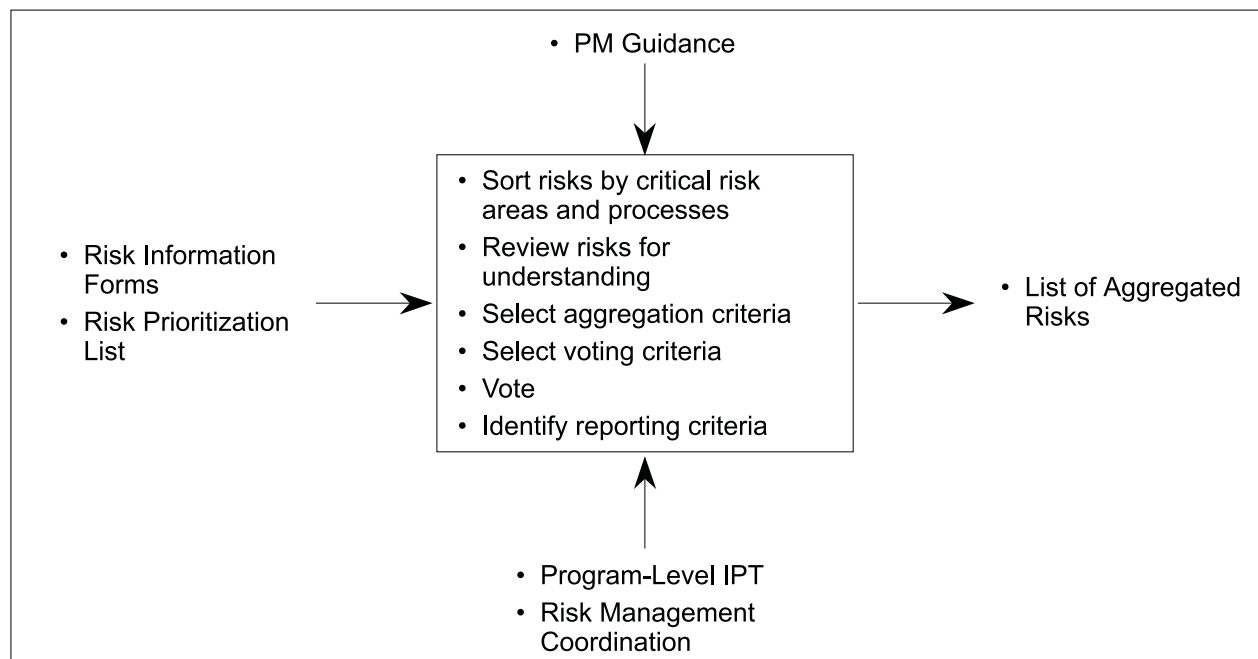 • PM Guidance
• Sort risks by critical risk
areas and processes
• Review risks for
understanding
• Select aggregation criteria
• Select voting criteria
• Vote
• Identify reporting criteria
• Risk Information
Forms
• Risk Prioritization
List
• List of Aggregated
Risks
• Program-Level IPT
• Risk Management
Coordination